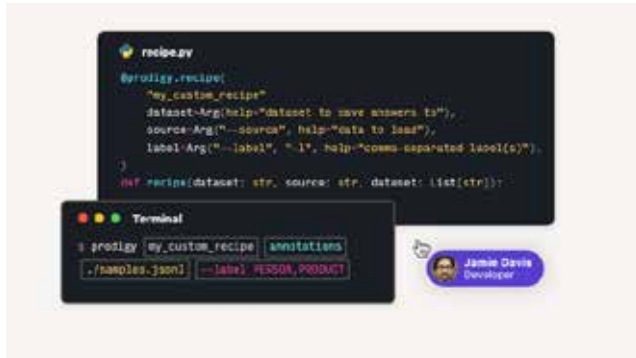 recipe.py
@prodigy.recipe(
"my_custom_recipe"
dataset=Arg(help="dataset to save answers to"),
source=Arg("--source", help="data to load"),
label=Arg("--label", "-l", help="comma-separated label(s)"),
)
def recipe(dataset: str, source: str, dataset: List[str]):
Terminal
$ prodigy my_custom_recipe annotations
./samples.jsonl --label PERSON,PRODUCT
Jamie Davis
Developer